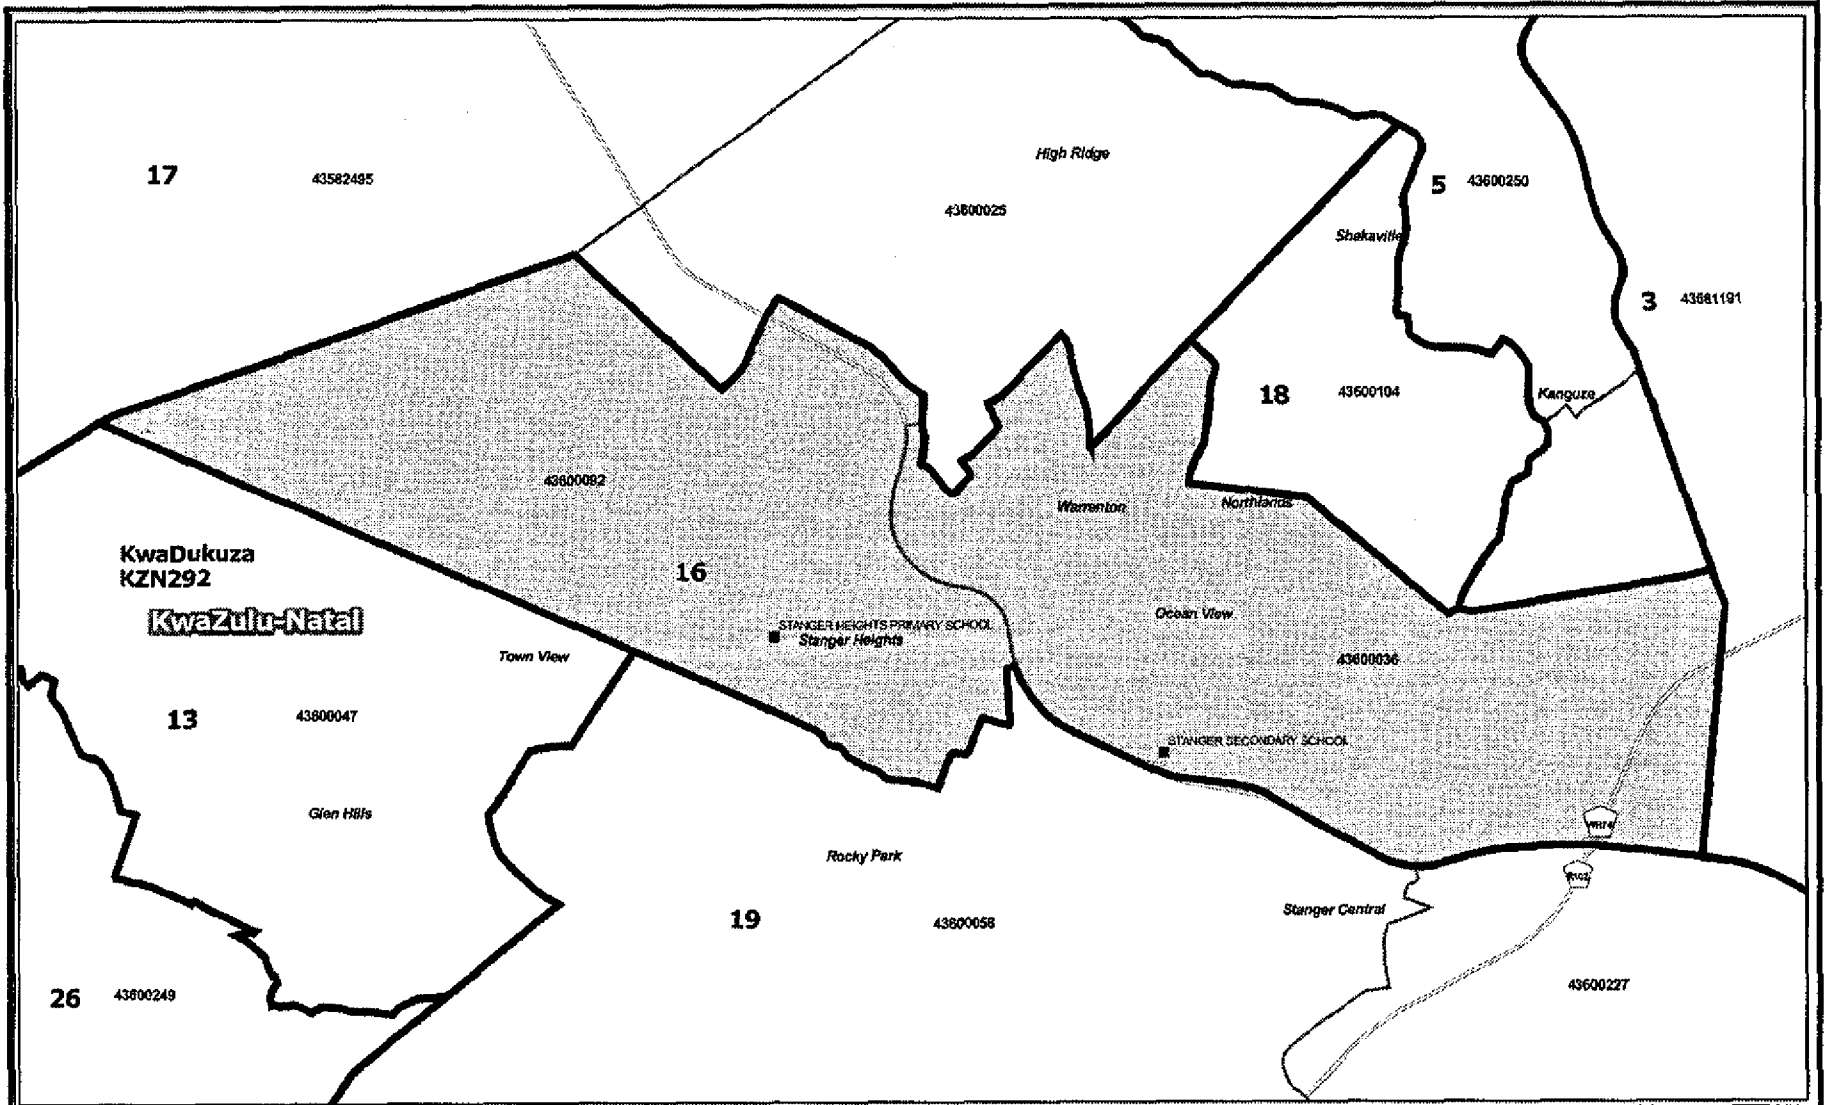 High Ridge
17
43582495
5
43600250
43600025
Shakaville
3
43581191
18
43600104
Kanguze
43600092
Warrenton
Northlands
KwaDukuza
KZN292
16
KwaZulu-Natal
Ocean View
STANGER HEIGHTS PRIMARY SCHOOL
Stanger Heights
Town View
43600036
13
43600047
STANGER SECONDARY SCHOOL
Glen Hills
Rocky Park
R102
19
43600058
Stanger Central
26
43600249
43600227